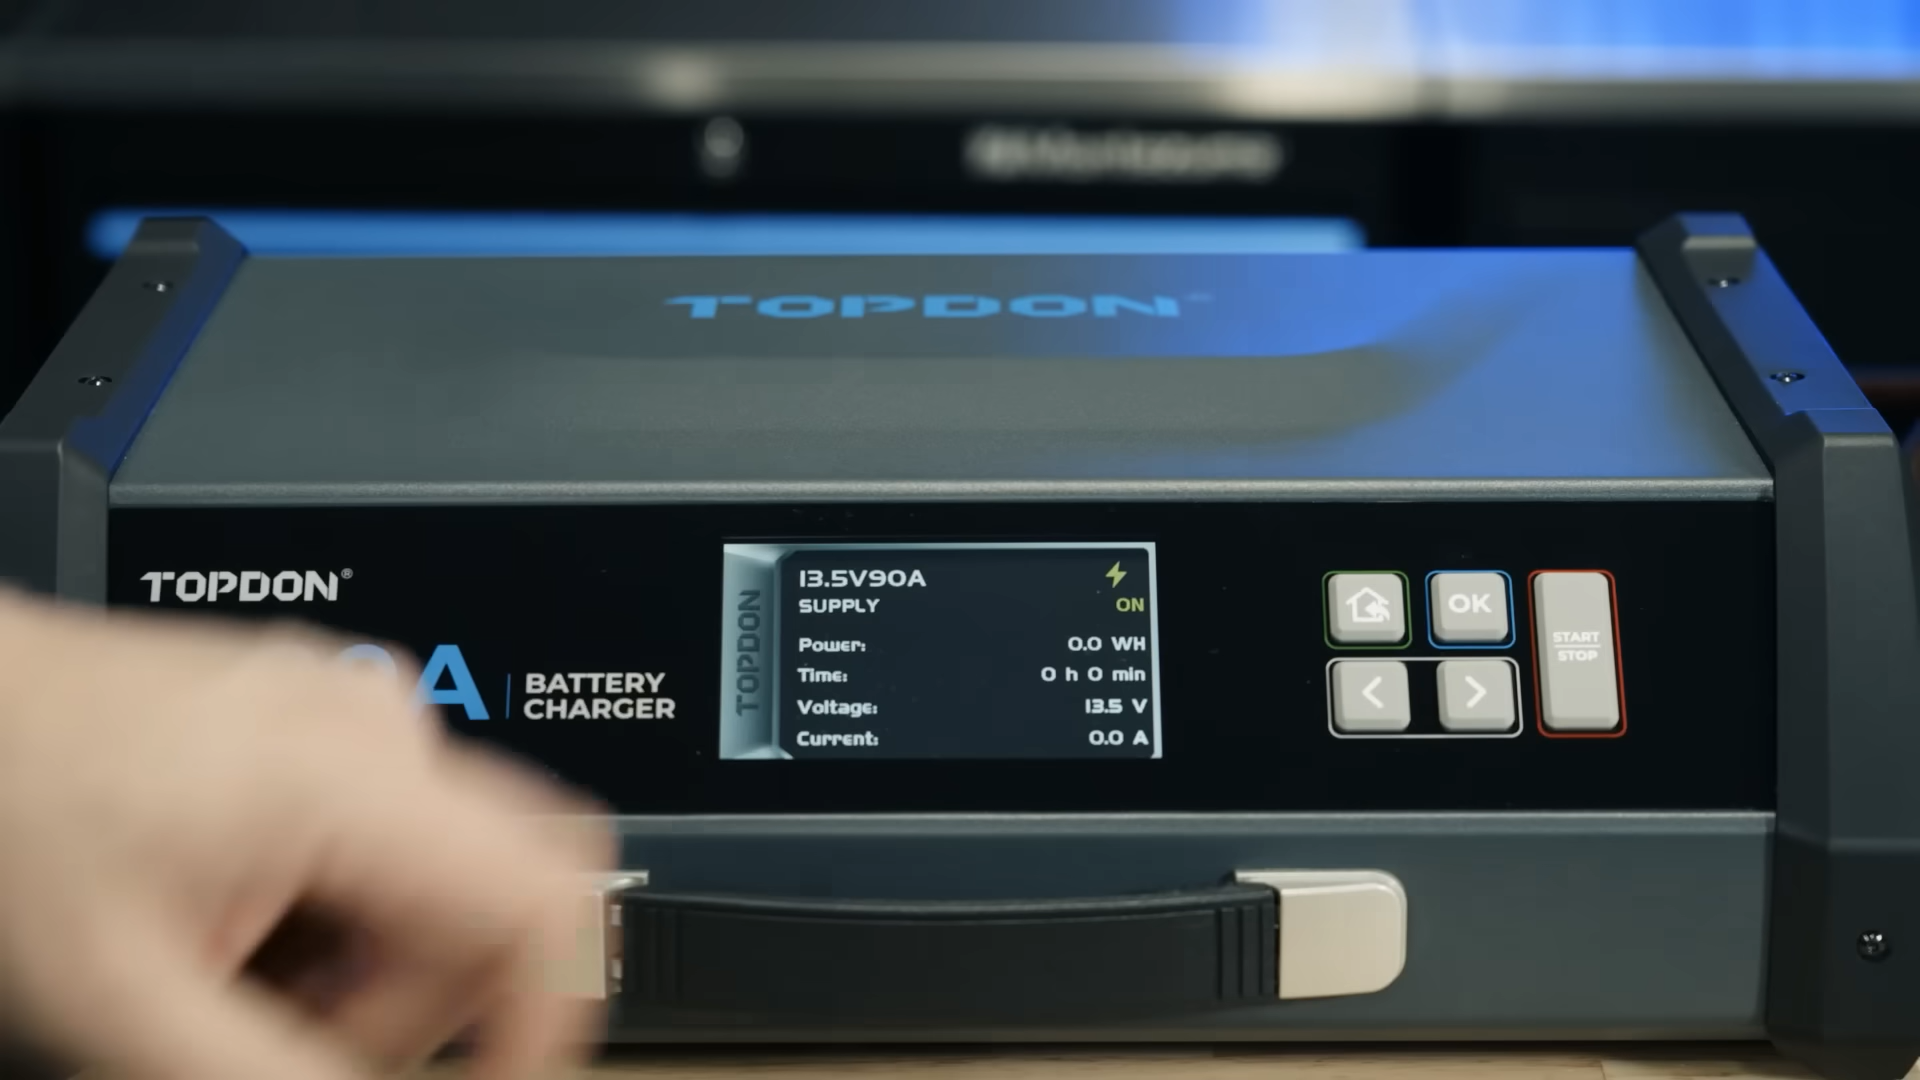 TOPDON
TOPDON®
A
BATTERY
CHARGER
TOPDON
13.5V90A
SUPPLY
ON
Power: 0.0 WH
Time: 0 h 0 min
Voltage: 13.5 V
Current: 0.0 A
OK
START
STOP